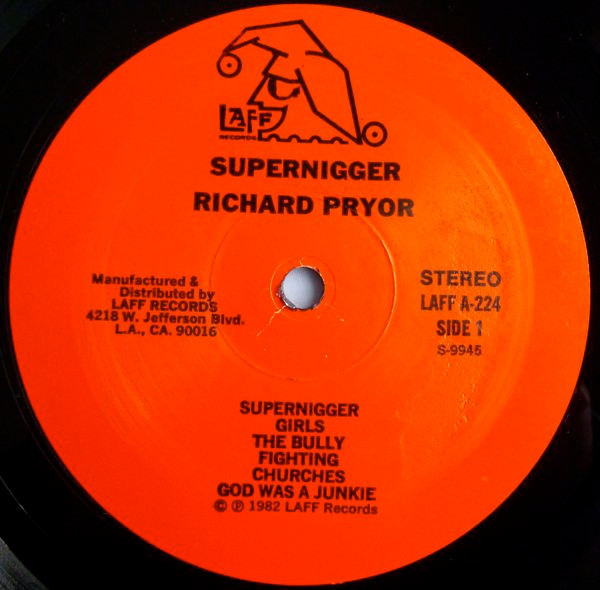 LAFF
RECORDS
SUPERNIGGER
RICHARD PRYOR
Manufactured &
Distributed by
LAFF RECORDS
4218 W. Jefferson Blvd.
L.A., CA. 90016
STEREO
LAFF A-224
SIDE 1
S-9945
SUPERNIGGER
GIRLS
THE BULLY
FIGHTING
CHURCHES
GOD WAS A JUNKIE
© ℗ 1982 LAFF Records